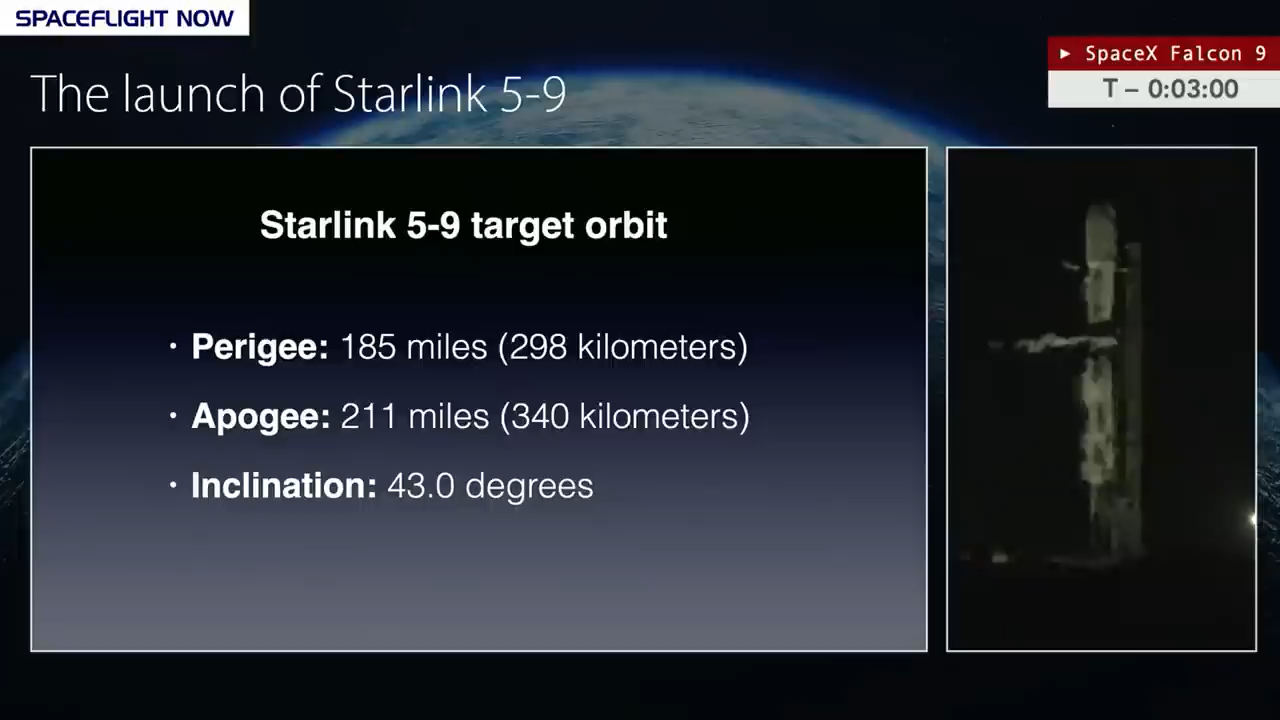 SPACEFLIGHT NOW
The launch of Starlink 5-9
► SpaceX Falcon 9
T – 0:03:00
Starlink 5-9 target orbit
· Perigee: 185 miles (298 kilometers)
· Apogee: 211 miles (340 kilometers)
· Inclination: 43.0 degrees